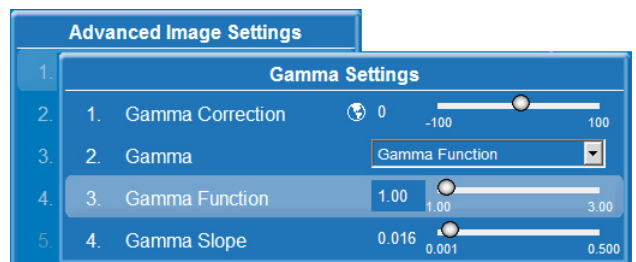 Advanced Image Settings
1. Gamma Settings
2. 1. Gamma Correction 0 -100 100
3. 2. Gamma Gamma Function
4. 3. Gamma Function 1.00 1.00 3.00
5. 4. Gamma Slope 0.016 0.001 0.500